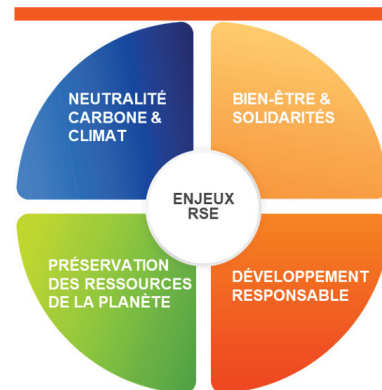 NEUTRALITÉ
CARBONE &
CLIMAT
BIEN-ÊTRE &
SOLIDARITÉS
ENJEUX
RSE
PRÉSERVATION
DES RESSOURCES
DE LA PLANÈTE
DÉVELOPPEMENT
RESPONSABLE